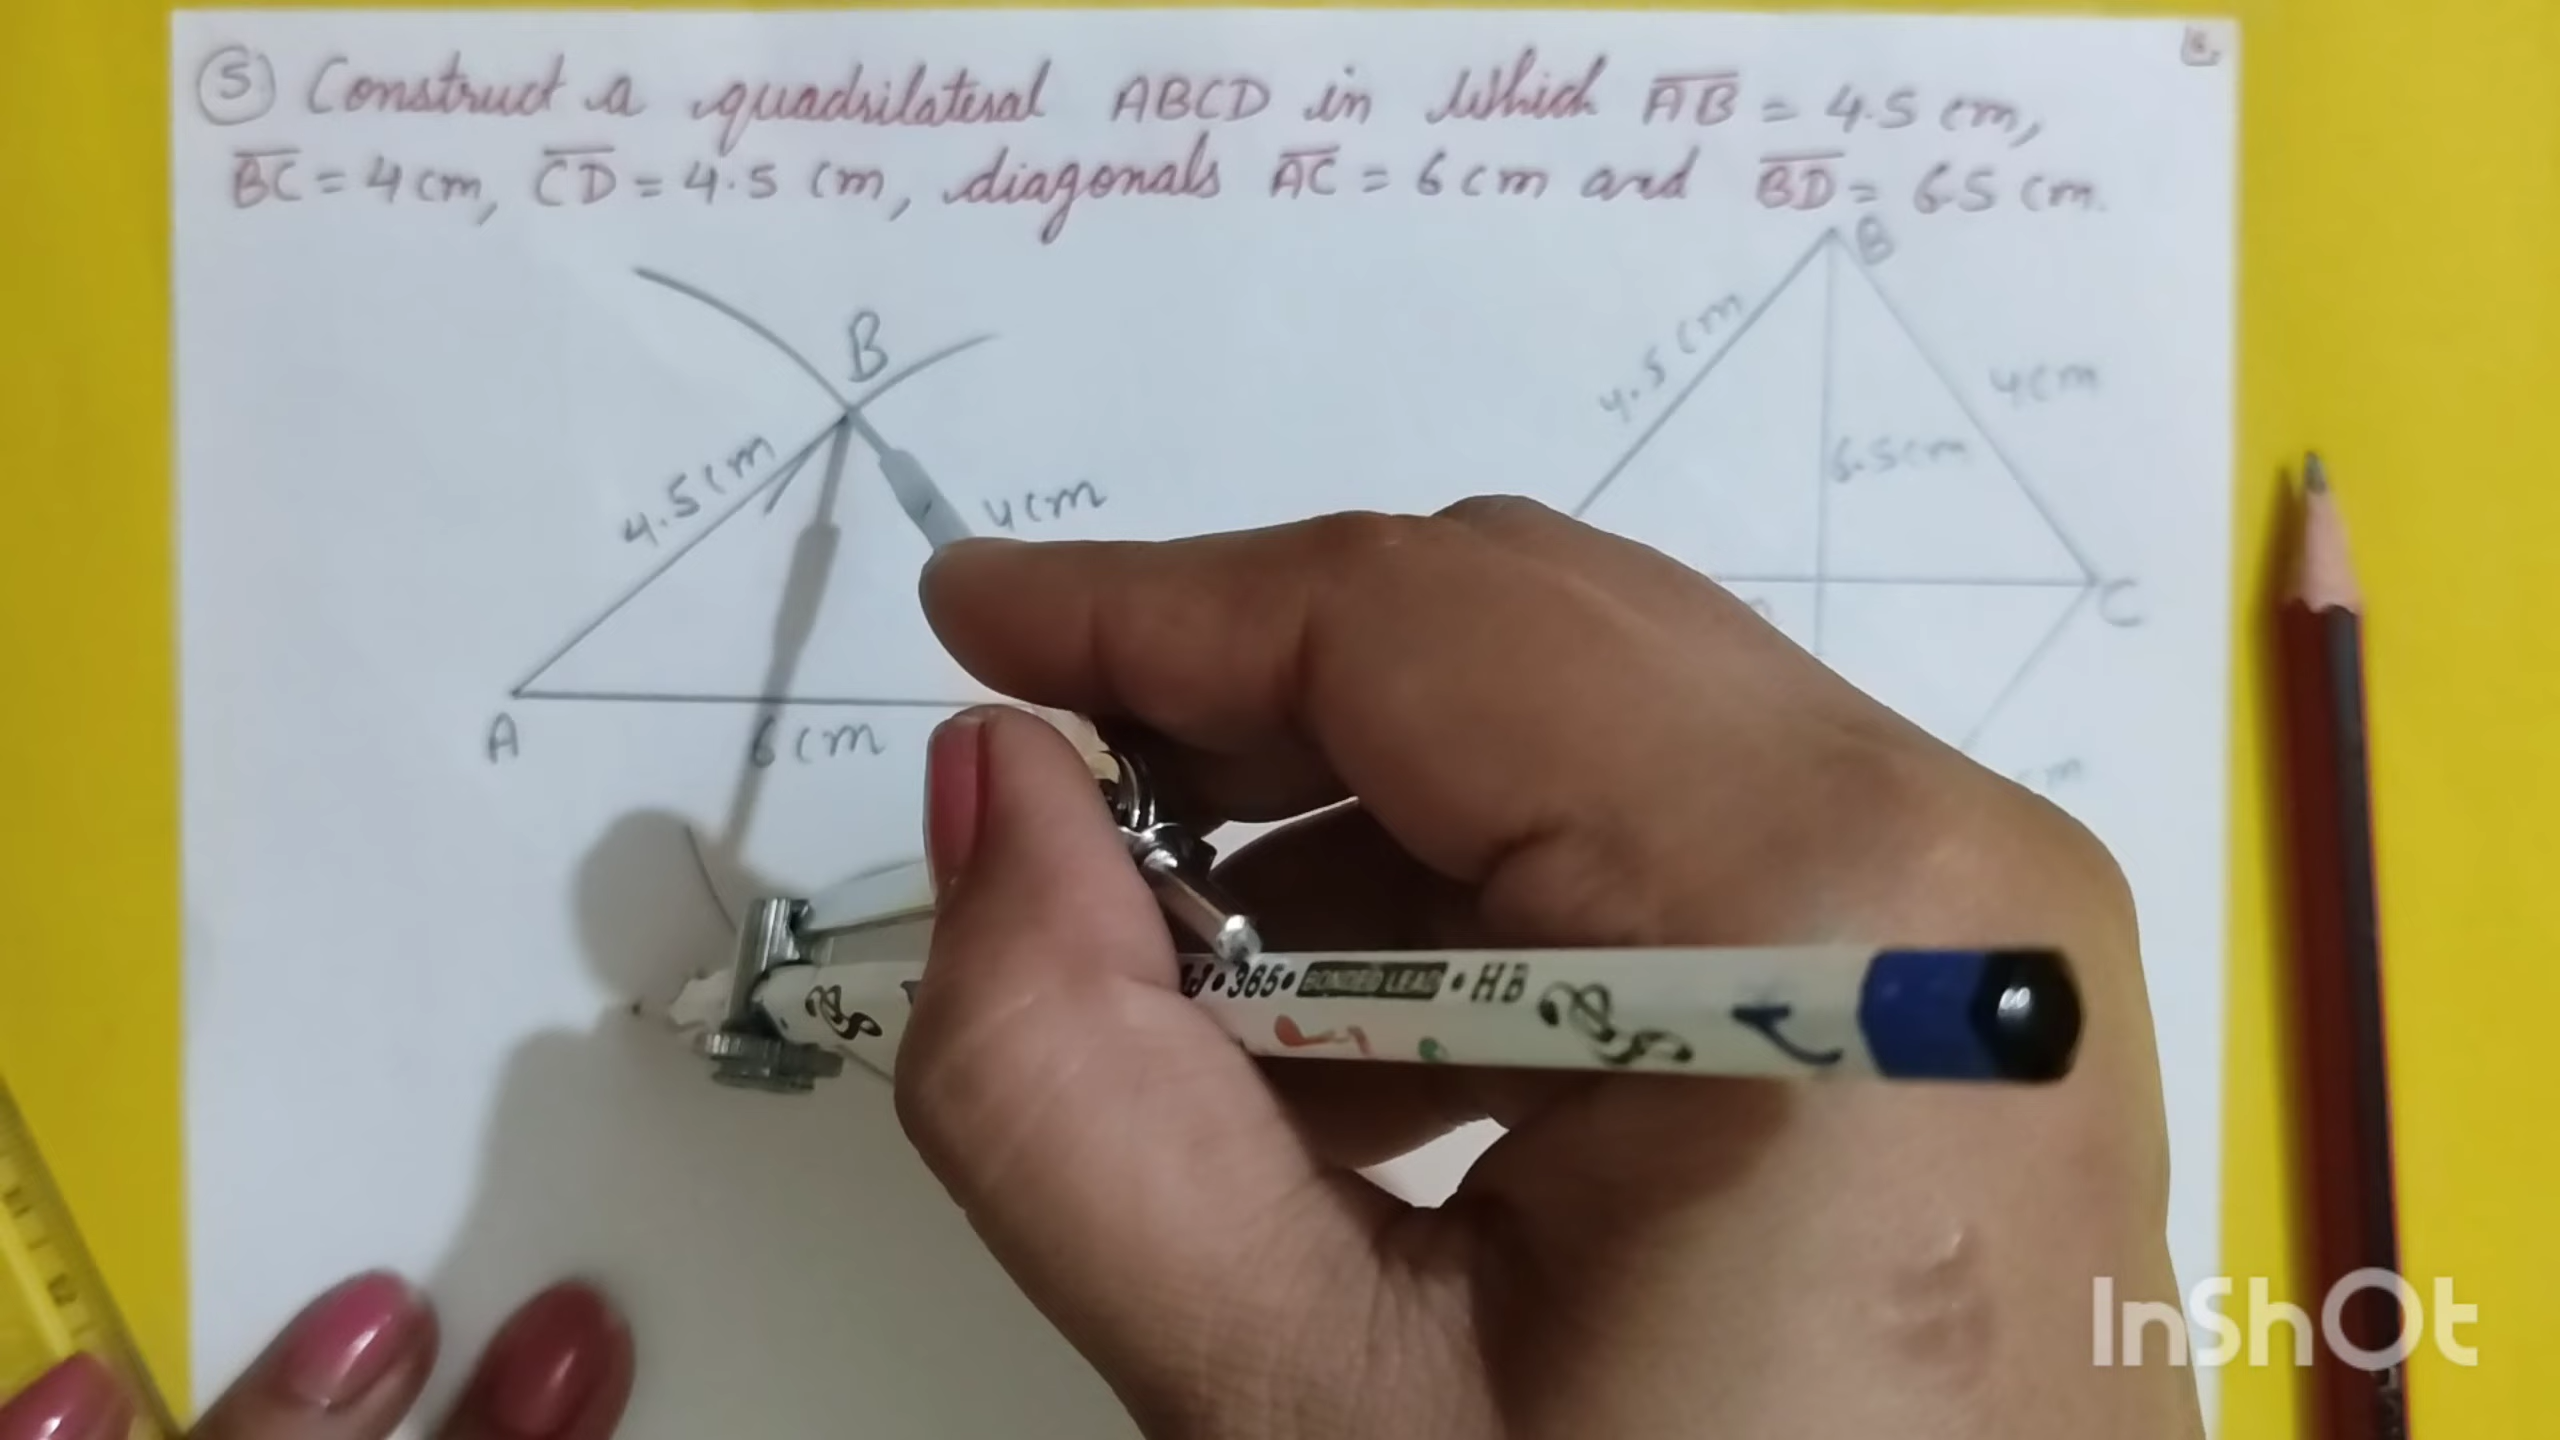 5 Construct a quadrilateral ABCD in which AB = 4.5 cm,
BC = 4 cm, CD = 4.5 cm, diagonals AC = 6 cm and BD = 6.5 cm.
B
4.5 cm
4 cm
A
6 cm
B
4.5 cm
4 cm
6.5 cm
C
cm
365 • BONDED LEAD • HB
12
InShOt